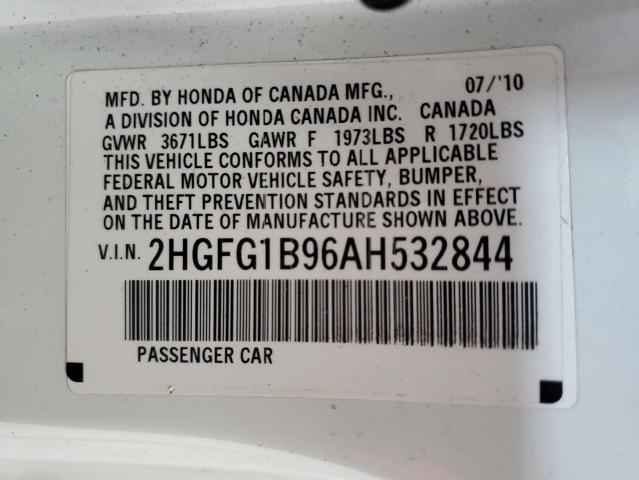 MFD. BY HONDA OF CANADA MFG., 07/'10
A DIVISION OF HONDA CANADA INC. CANADA
GVWR 3671LBS GAWR F 1973LBS R 1720LBS
THIS VEHICLE CONFORMS TO ALL APPLICABLE
FEDERAL MOTOR VEHICLE SAFETY, BUMPER,
AND THEFT PREVENTION STANDARDS IN EFFECT
ON THE DATE OF MANUFACTURE SHOWN ABOVE.
V.I.N. 2HGFG1B96AH532844
PASSENGER CAR